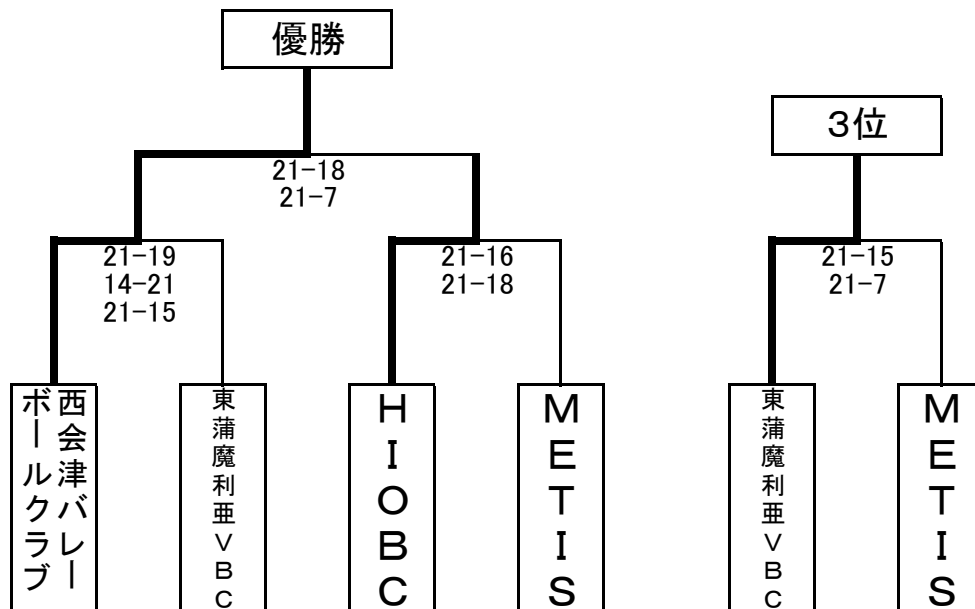 優勝
3位
21-18
21-7
21-19
14-21
21-15
21-16
21-18
21-15
21-7
西会津バレー
ボールクラブ
東蒲魔利亜VBC
HIOBC
METIS
東蒲魔利亜VBC
METIS